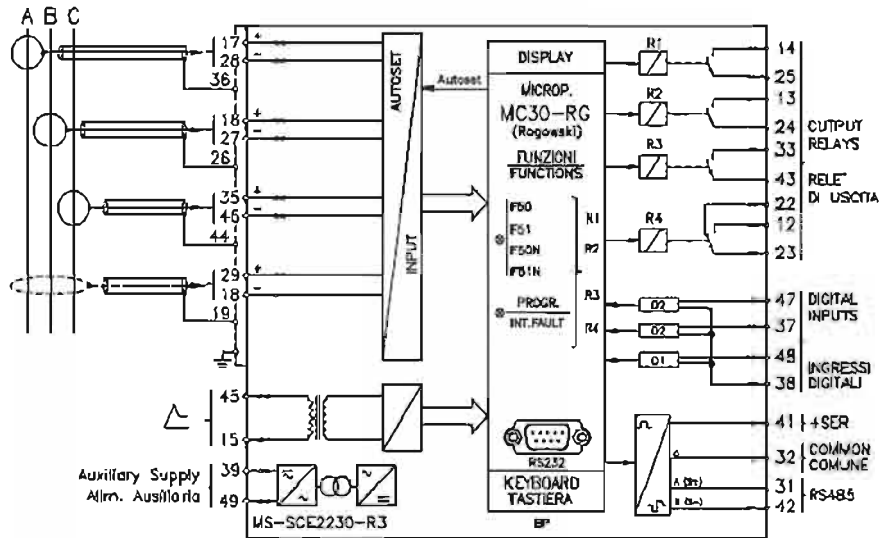 A B C
17 +
28 -
36
18 +
27 -
26
35 +
46 -
44
29 +
18 -
19
45
15
Auxiliary Supply
Alim. Ausiliaria
39
49
MS-SCE2230-R3
AUTOSET
INPUT
Autoset
DISPLAY
MICROP.
MC30-RG
(Rogowski)
FUNZIONI
FUNCTIONS
F50
F51
F50N
F51N
R1
R2
PROGR.
INT.FAULT
R3
R4
RS232
KEYBOARD
TASTIERA
BP
R1
R2
R3
R4
D2
D2
D1
14
25
13
24
33
43
22
12
23
OUTPUT
RELAYS
RELE'
DI USCITA
47
37
48
38
DIGITAL
INPUTS
INGRESSI
DIGITALI
41
32
31
42
+SER
COMMON
COMUNE
RS485